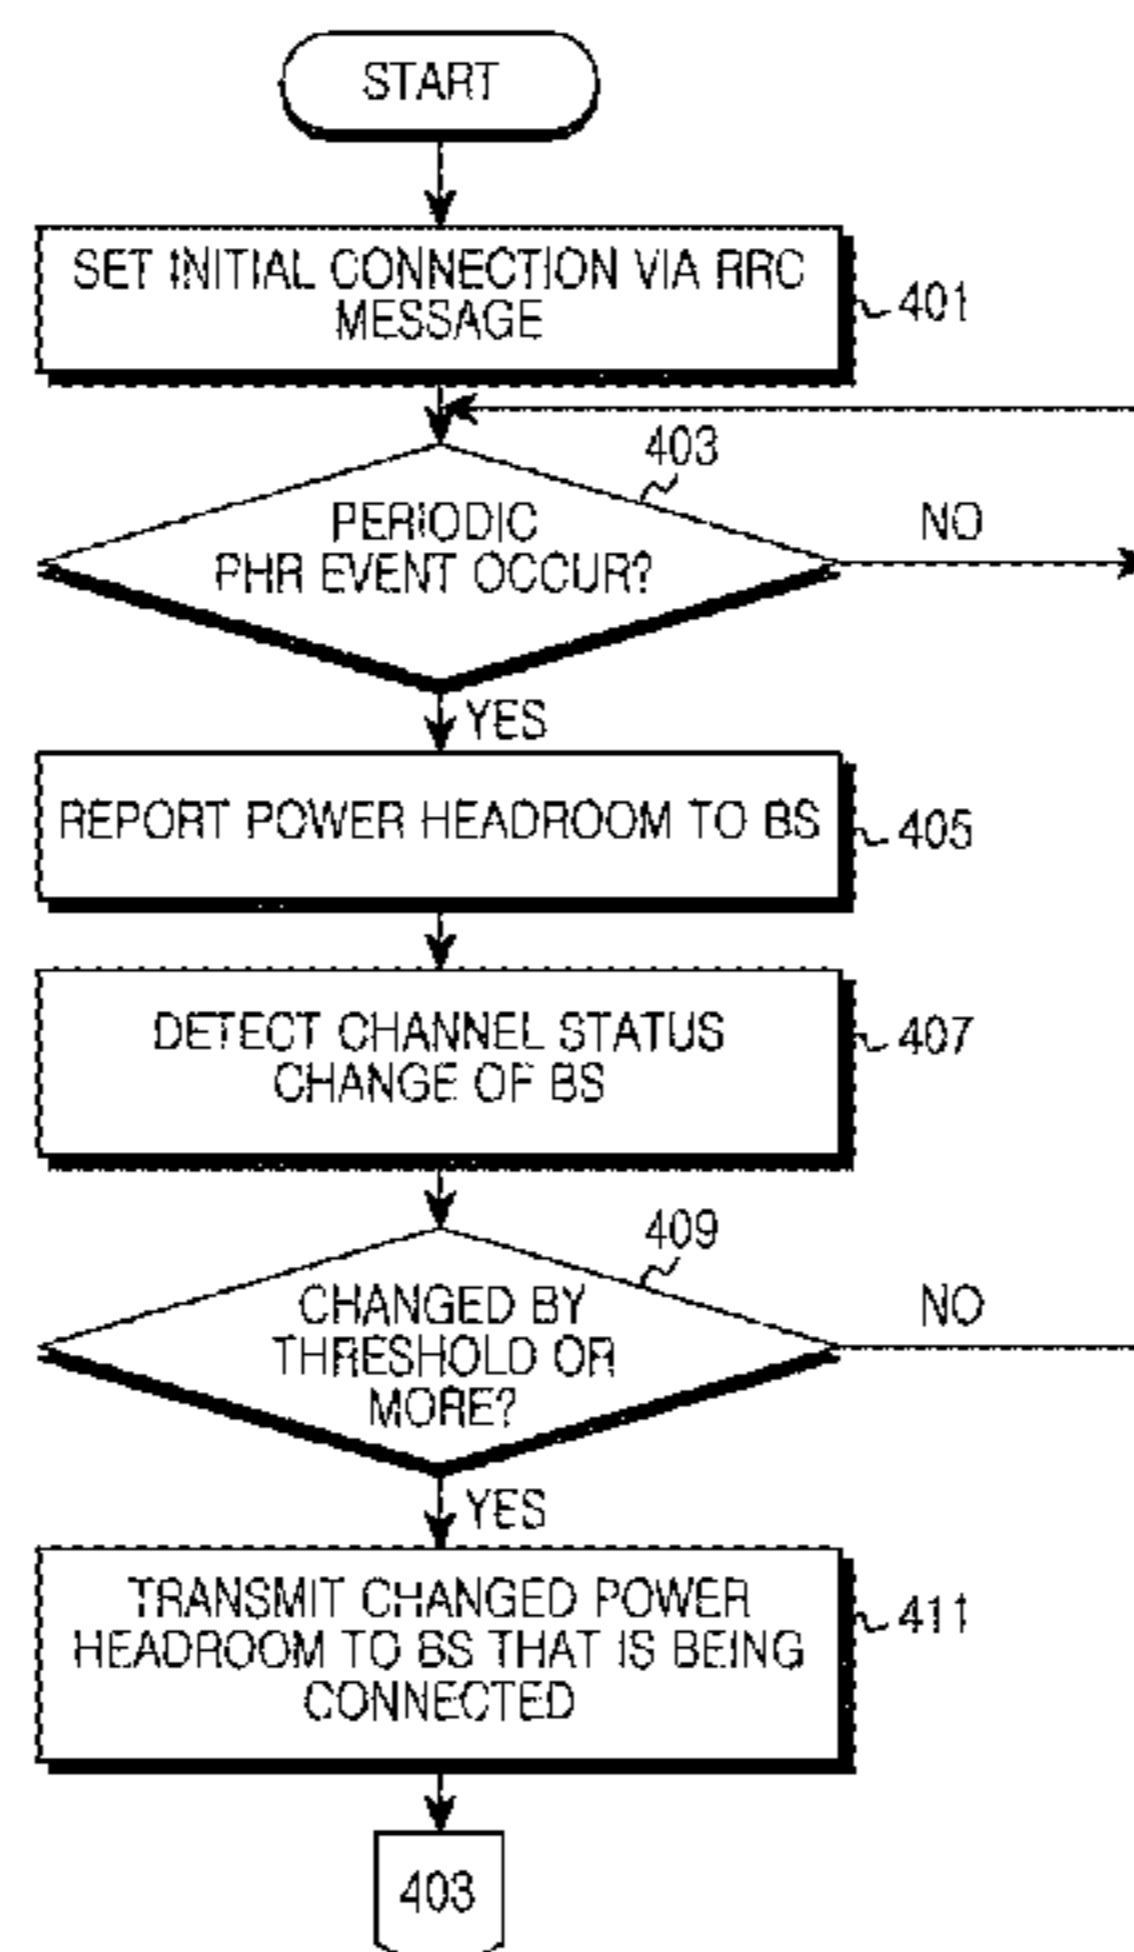 START
SET INITIAL CONNECTION VIA RRC
MESSAGE
401
403
PERIODIC
PHR EVENT OCCUR?
NO
YES
REPORT POWER HEADROOM TO BS
405
DETECT CHANNEL STATUS
CHANGE OF BS
407
409
CHANGED BY
THRESHOLD OR
MORE?
NO
YES
TRANSMIT CHANGED POWER
HEADROOM TO BS THAT IS BEING
CONNECTED
411
403